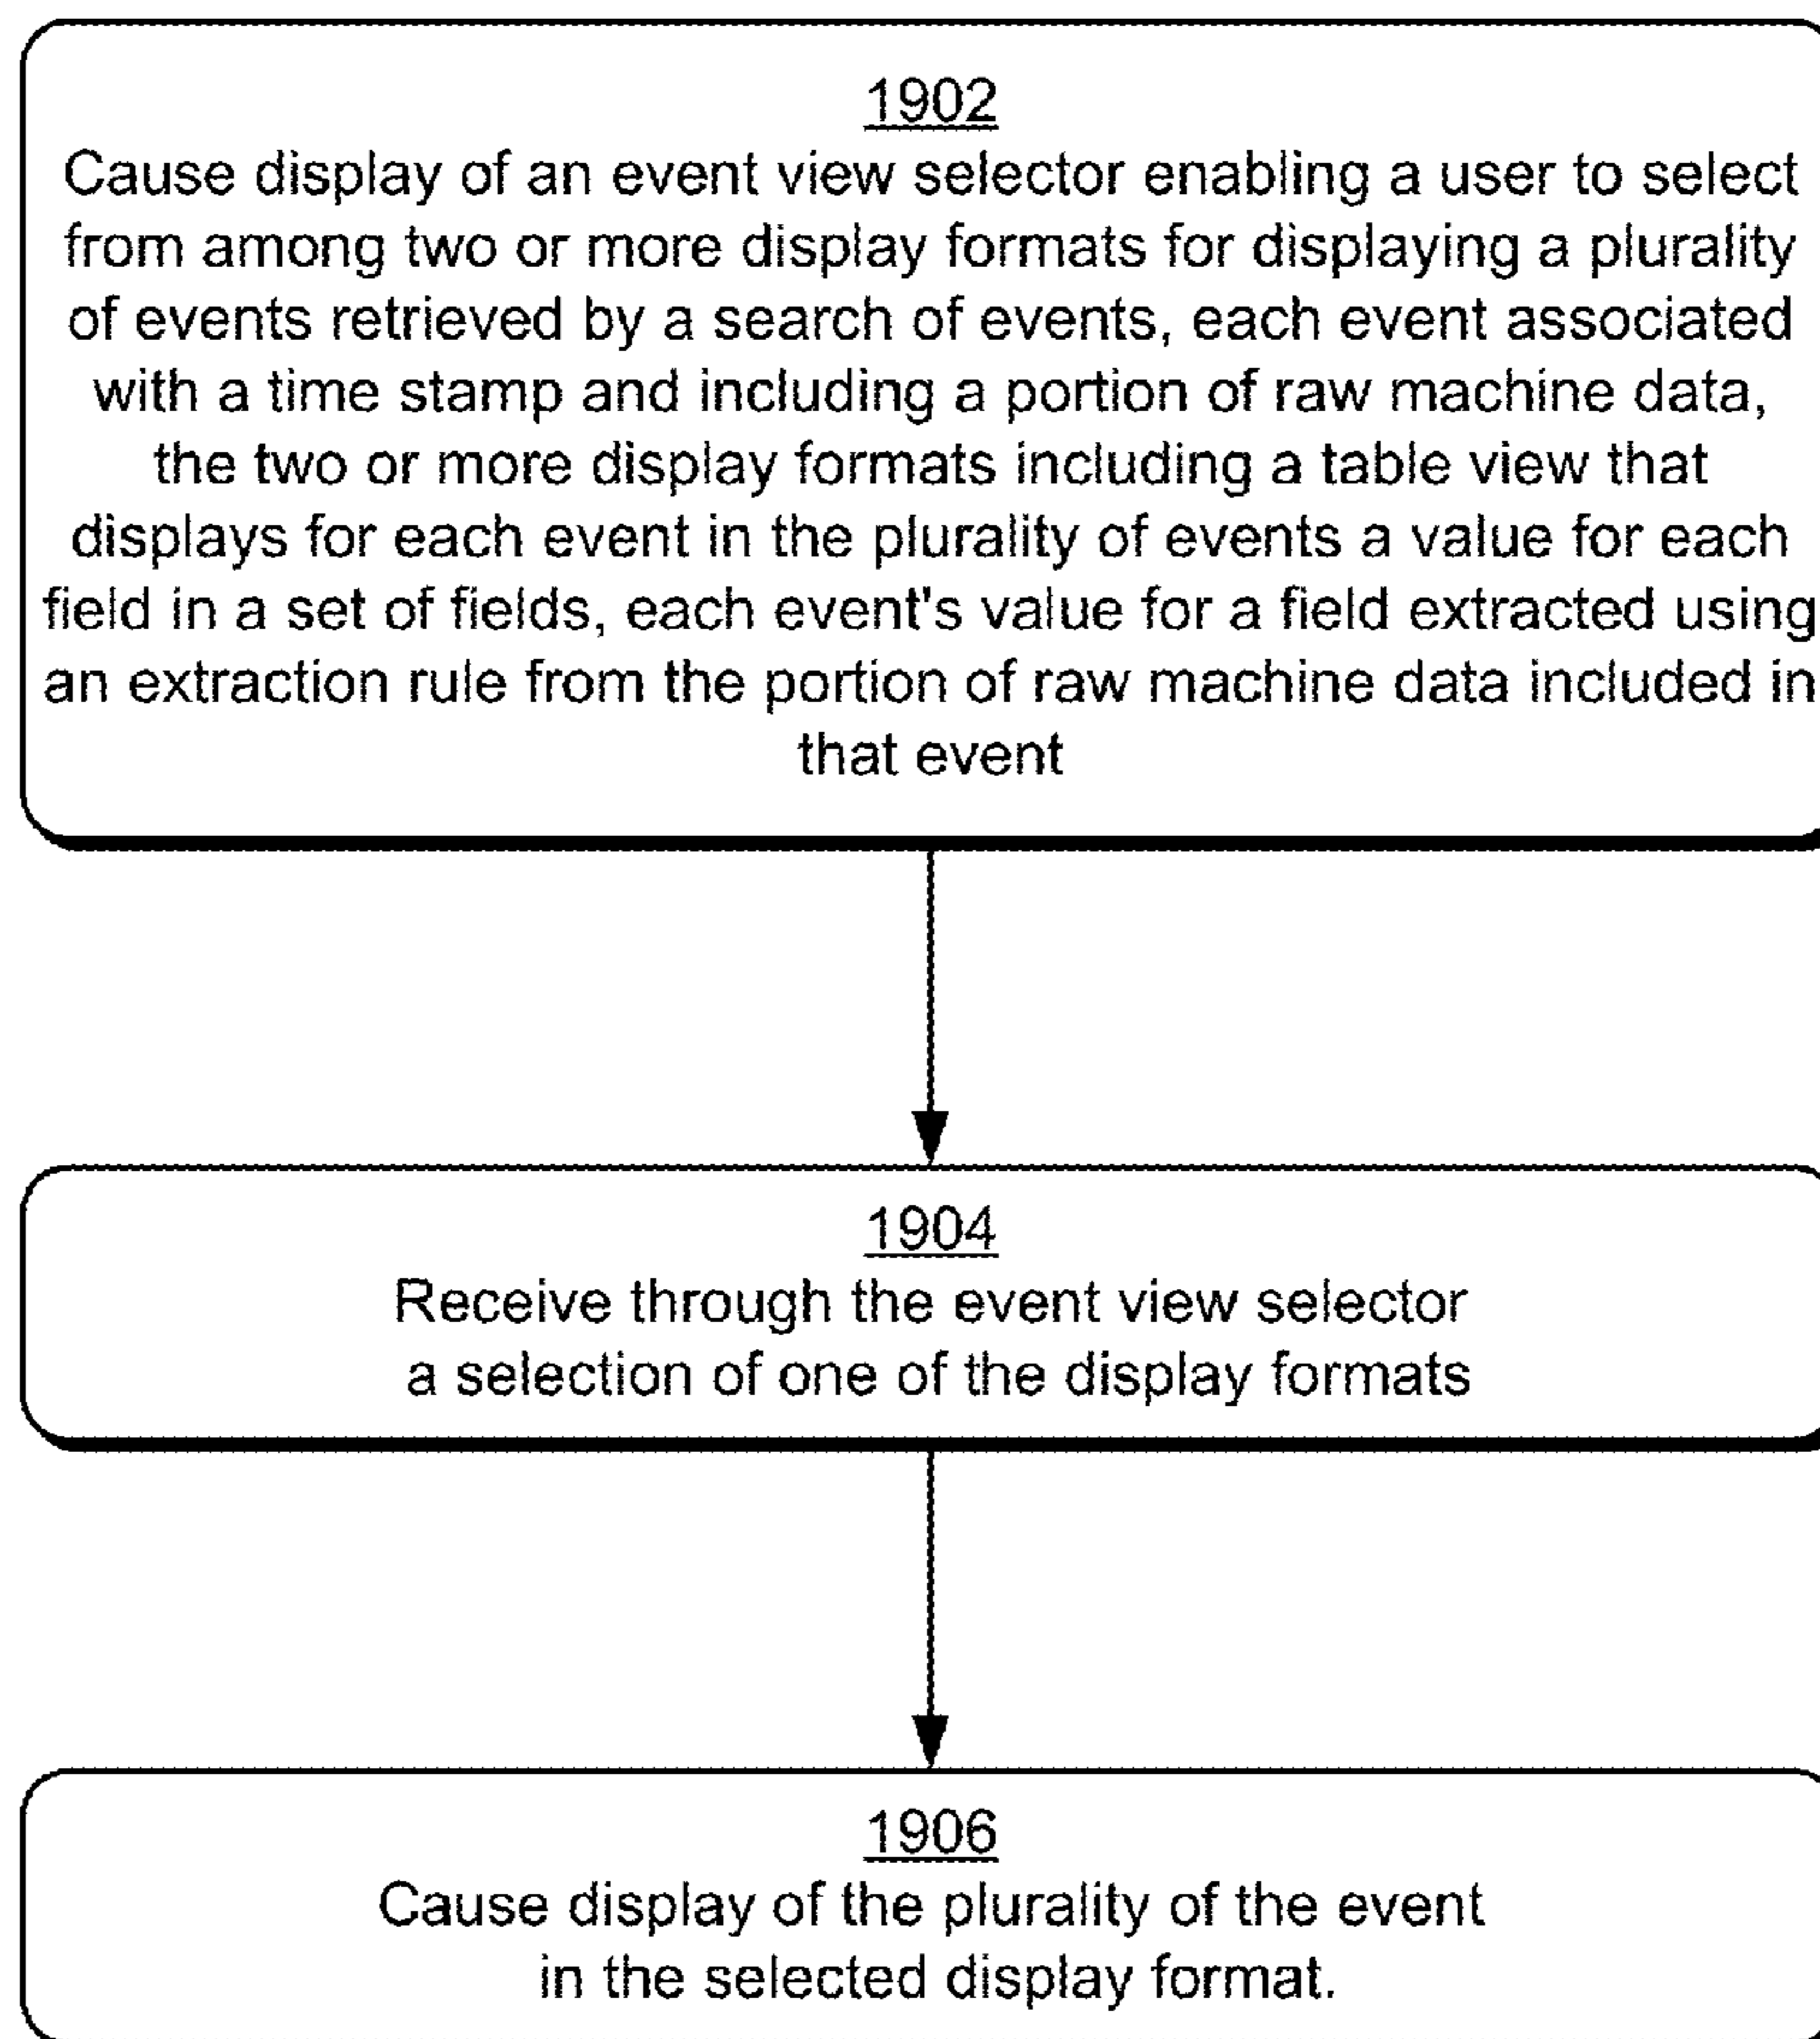 1902
Cause display of an event view selector enabling a user to select
from among two or more display formats for displaying a plurality
of events retrieved by a search of events, each event associated
with a time stamp and including a portion of raw machine data,
the two or more display formats including a table view that
displays for each event in the plurality of events a value for each
field in a set of fields, each event's value for a field extracted using
an extraction rule from the portion of raw machine data included in
that event
1904
Receive through the event view selector
a selection of one of the display formats
1906
Cause display of the plurality of the event
in the selected display format.